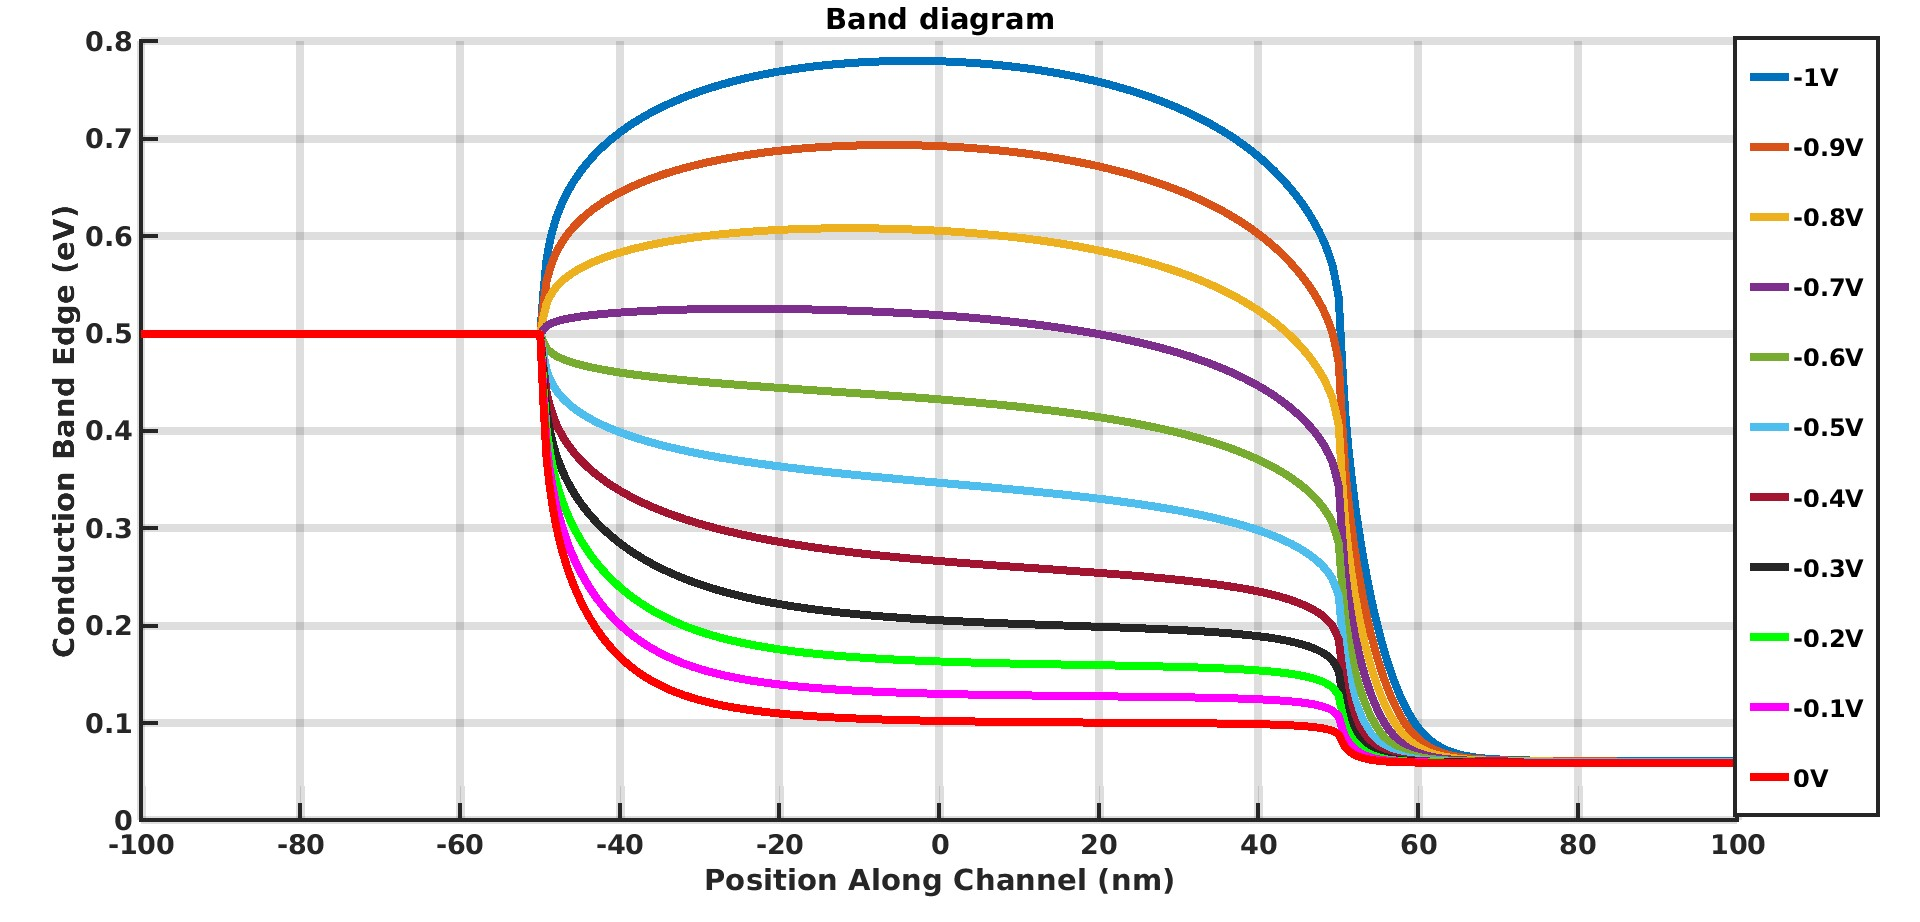 Band diagram
Conduction Band Edge (eV)
0.8
0.7
0.6
0.5
0.4
0.3
0.2
0.1
0
-100 -80 -60 -40 -20 0 20 40 60 80 100
Position Along Channel (nm)
-1V
-0.9V
-0.8V
-0.7V
-0.6V
-0.5V
-0.4V
-0.3V
-0.2V
-0.1V
0V